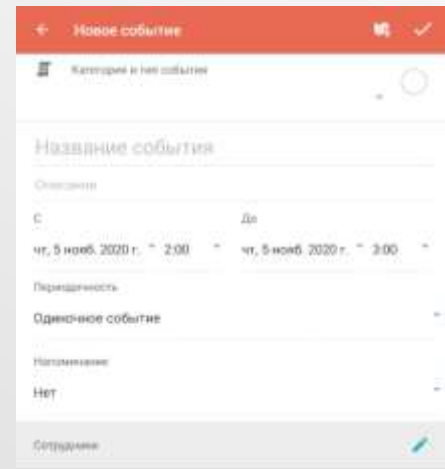 Новое событие
Категория и тип события
Название события
Описание
С До
чт, 5 нояб. 2020 г. 2:00 чт, 5 нояб. 2020 г. 3:00
Периодичность
Одиночное событие
Напоминание
Нет
Сотрудники